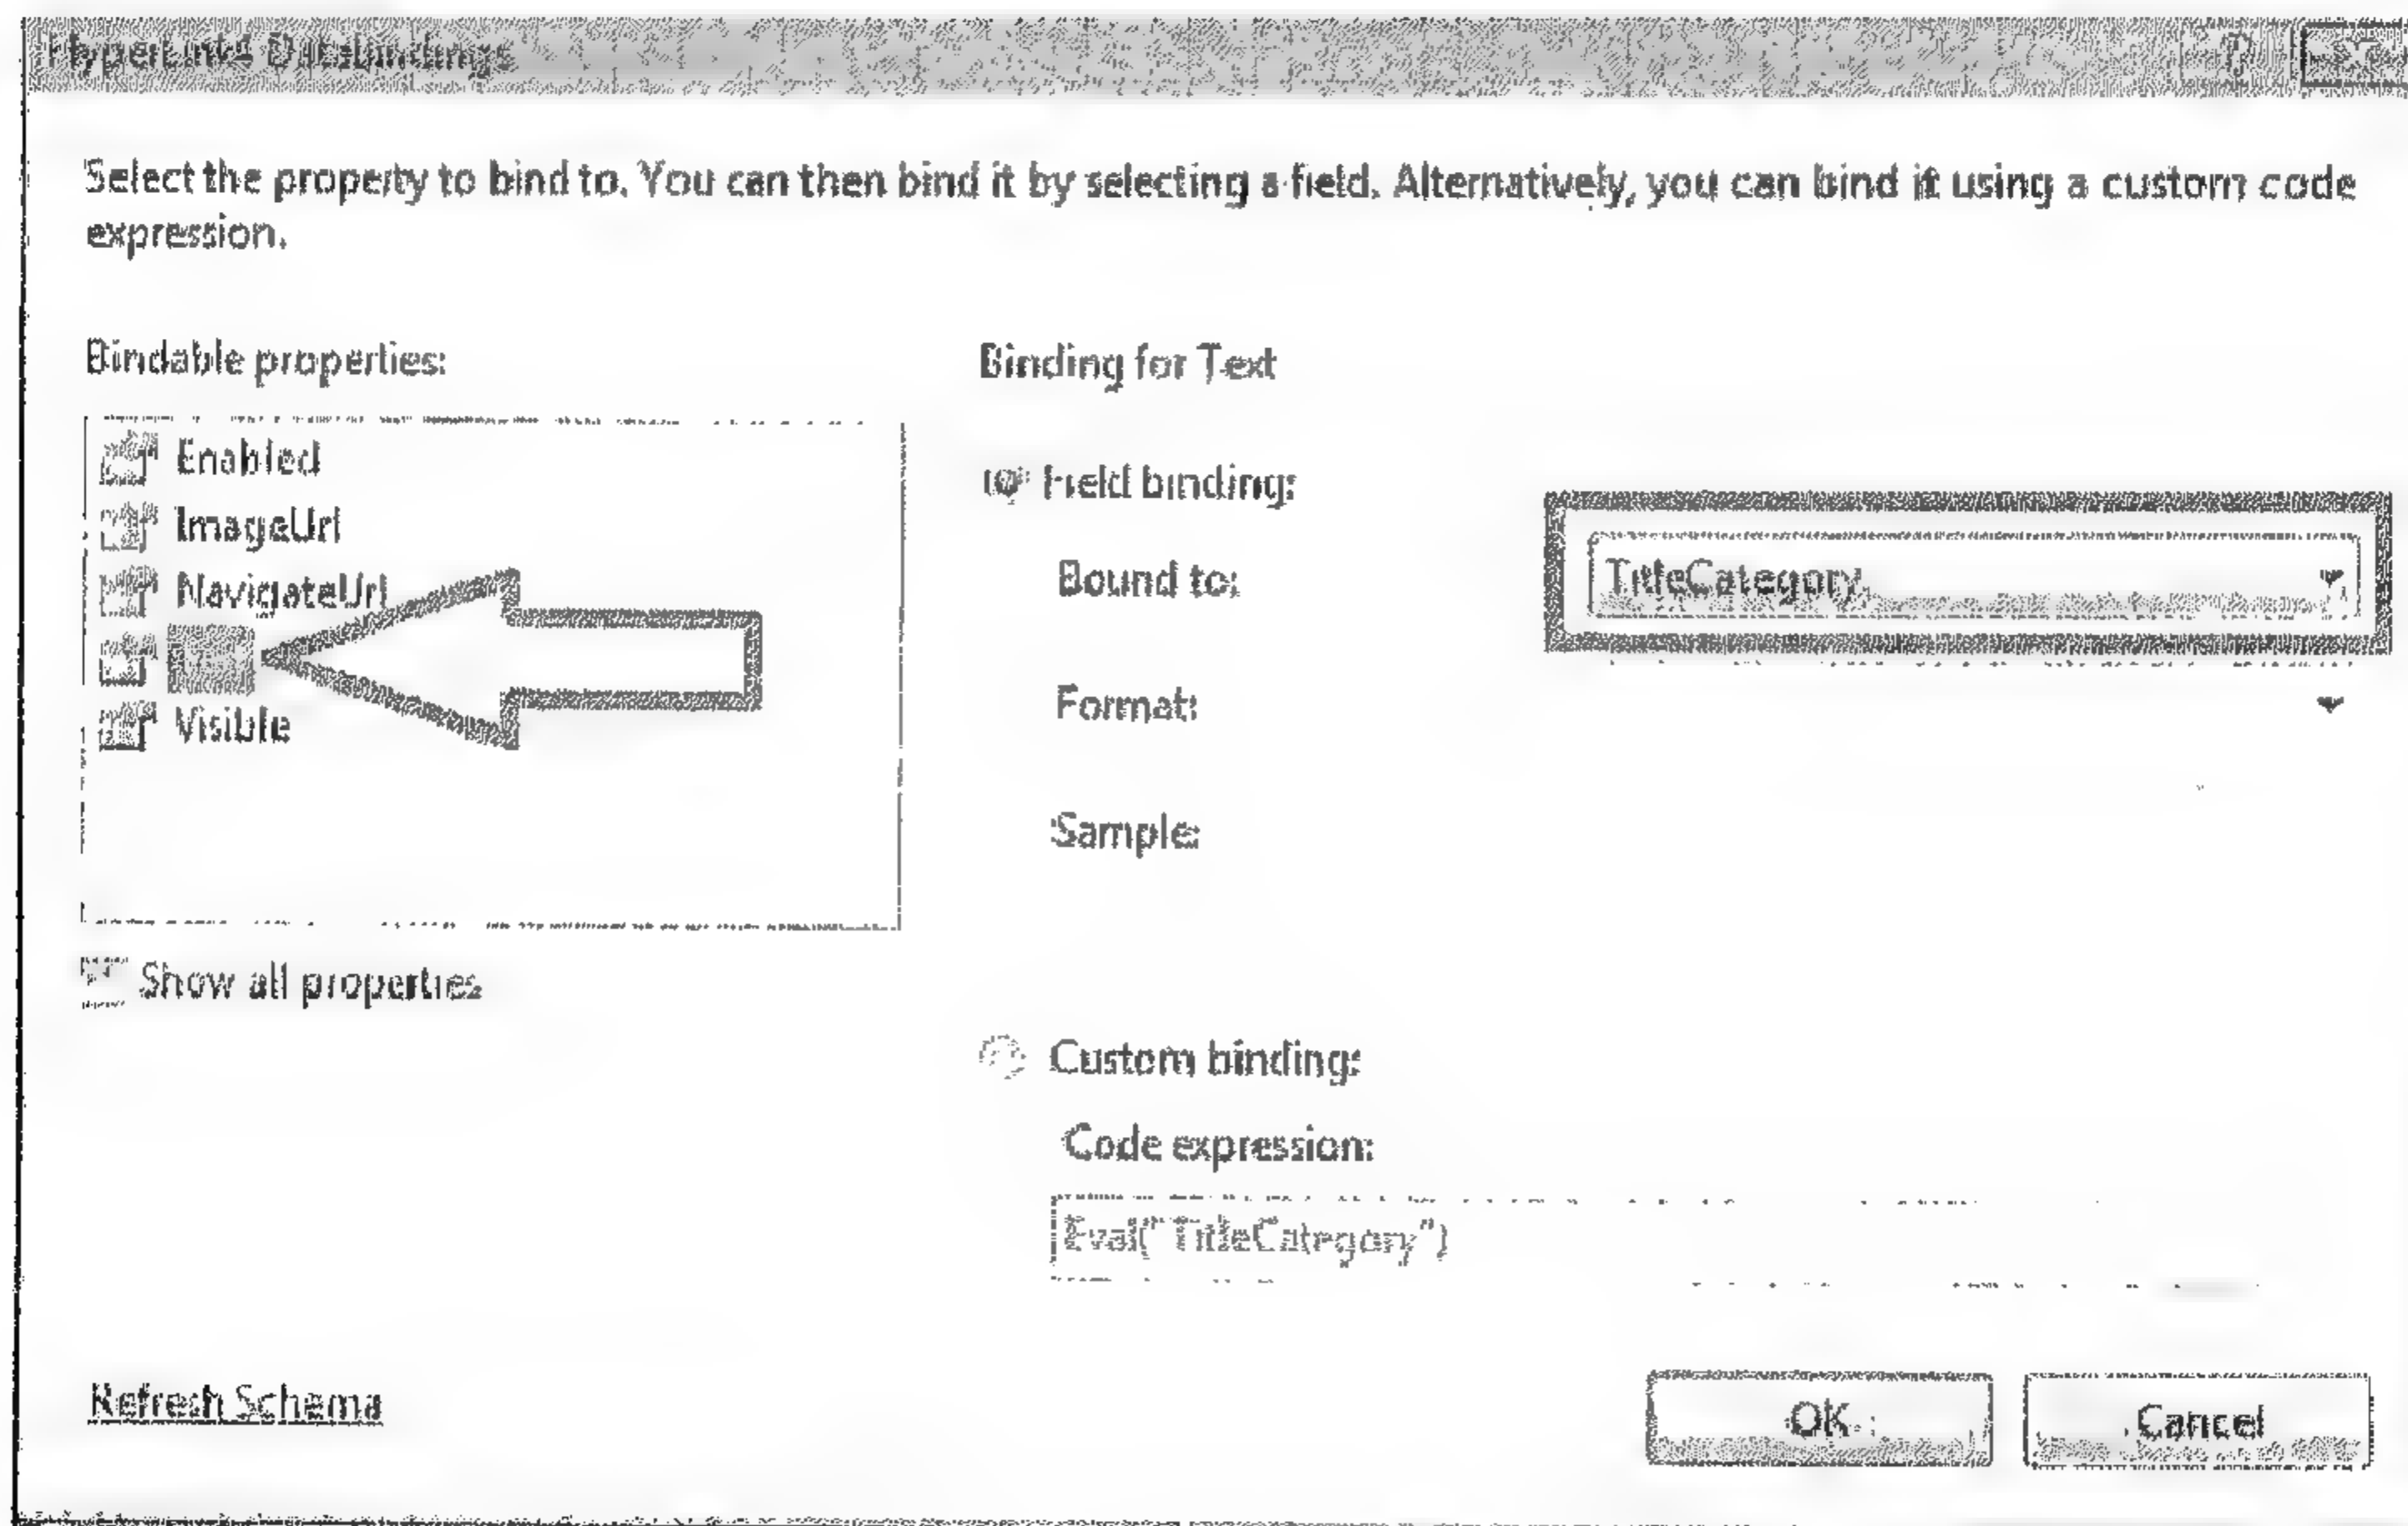 DataBindings
Select the property to bind to. You can then bind it by selecting a field. Alternatively, you can bind it using a custom code
expression.
Bindable properties:
Enabled
ImageUrl
NavigateUrl
Visible
Show all properties
Refresh Schema
Binding for Text
Field binding:
Bound to:
TitleCategory
Format:
Sample:
Custom binding:
Code expression:
Eval("TitleCategory")
OK
Cancel